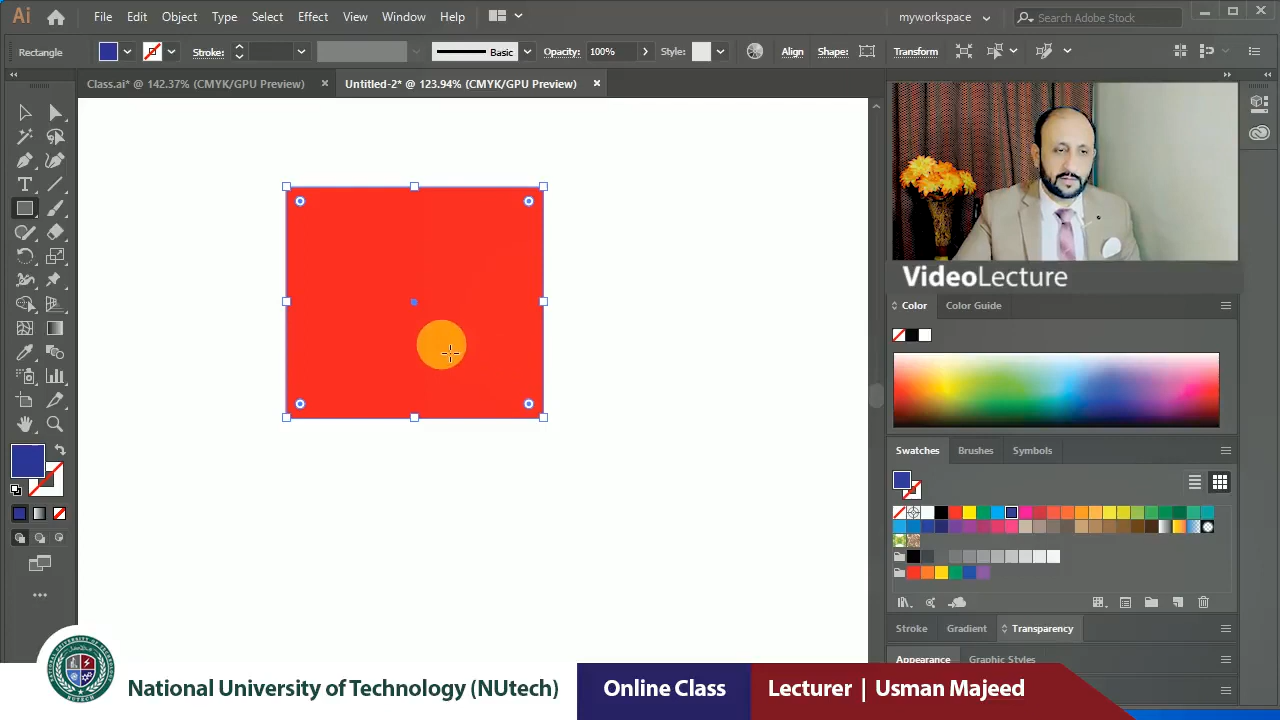 Ai File Edit Object Type Select Effect View Window Help myworkspace Search Adobe Stock
Rectangle Stroke: Basic Opacity: 100% Style: Align Shape: Transform
Class.ai* @ 142.37% (CMYK/GPU Preview) Untitled-2* @ 123.94% (CMYK/GPU Preview)
VideoLecture
Color Color Guide
Swatches Brushes Symbols
Stroke Gradient Transparency
Appearance Graphic Styles
National University of Technology (NUtech) Online Class Lecturer | Usman Majeed